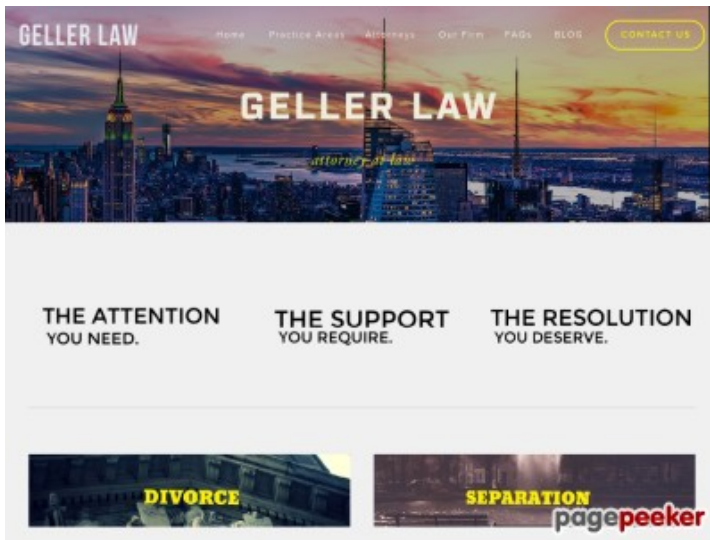 GELLER LAW
Home Practice Areas Attorneys Our Firm FAQs BLOG CONTACT US
GELLER LAW
attorney at law
THE ATTENTION
YOU NEED.
THE SUPPORT
YOU REQUIRE.
THE RESOLUTION
YOU DESERVE.
DIVORCE
SEPARATION
pagepeeker